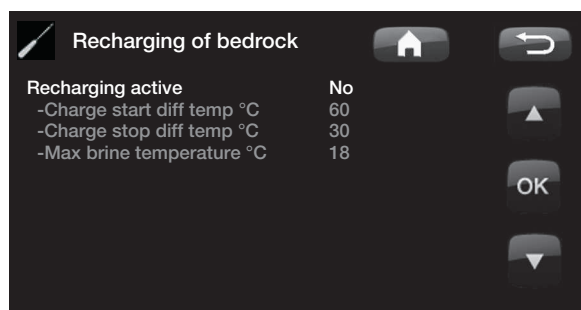 Recharging of bedrock
Recharging active No
-Charge start diff temp °C 60
-Charge stop diff temp °C 30
-Max brine temperature °C 18
OK